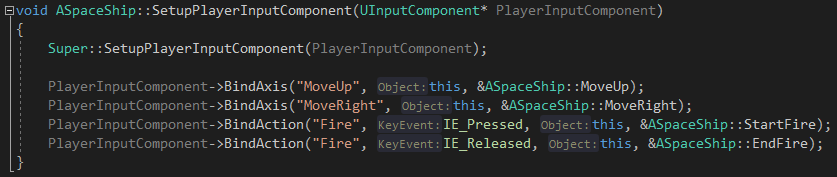 void ASpaceShip::SetupPlayerInputComponent(UInputComponent* PlayerInputComponent)
{
Super::SetupPlayerInputComponent(PlayerInputComponent);
PlayerInputComponent->BindAxis("MoveUp", Object: this, &ASpaceShip::MoveUp);
PlayerInputComponent->BindAxis("MoveRight", Object: this, &ASpaceShip::MoveRight);
PlayerInputComponent->BindAction("Fire", KeyEvent: IE_Pressed, Object: this, &ASpaceShip::StartFire);
PlayerInputComponent->BindAction("Fire", KeyEvent: IE_Released, Object: this, &ASpaceShip::EndFire);
}